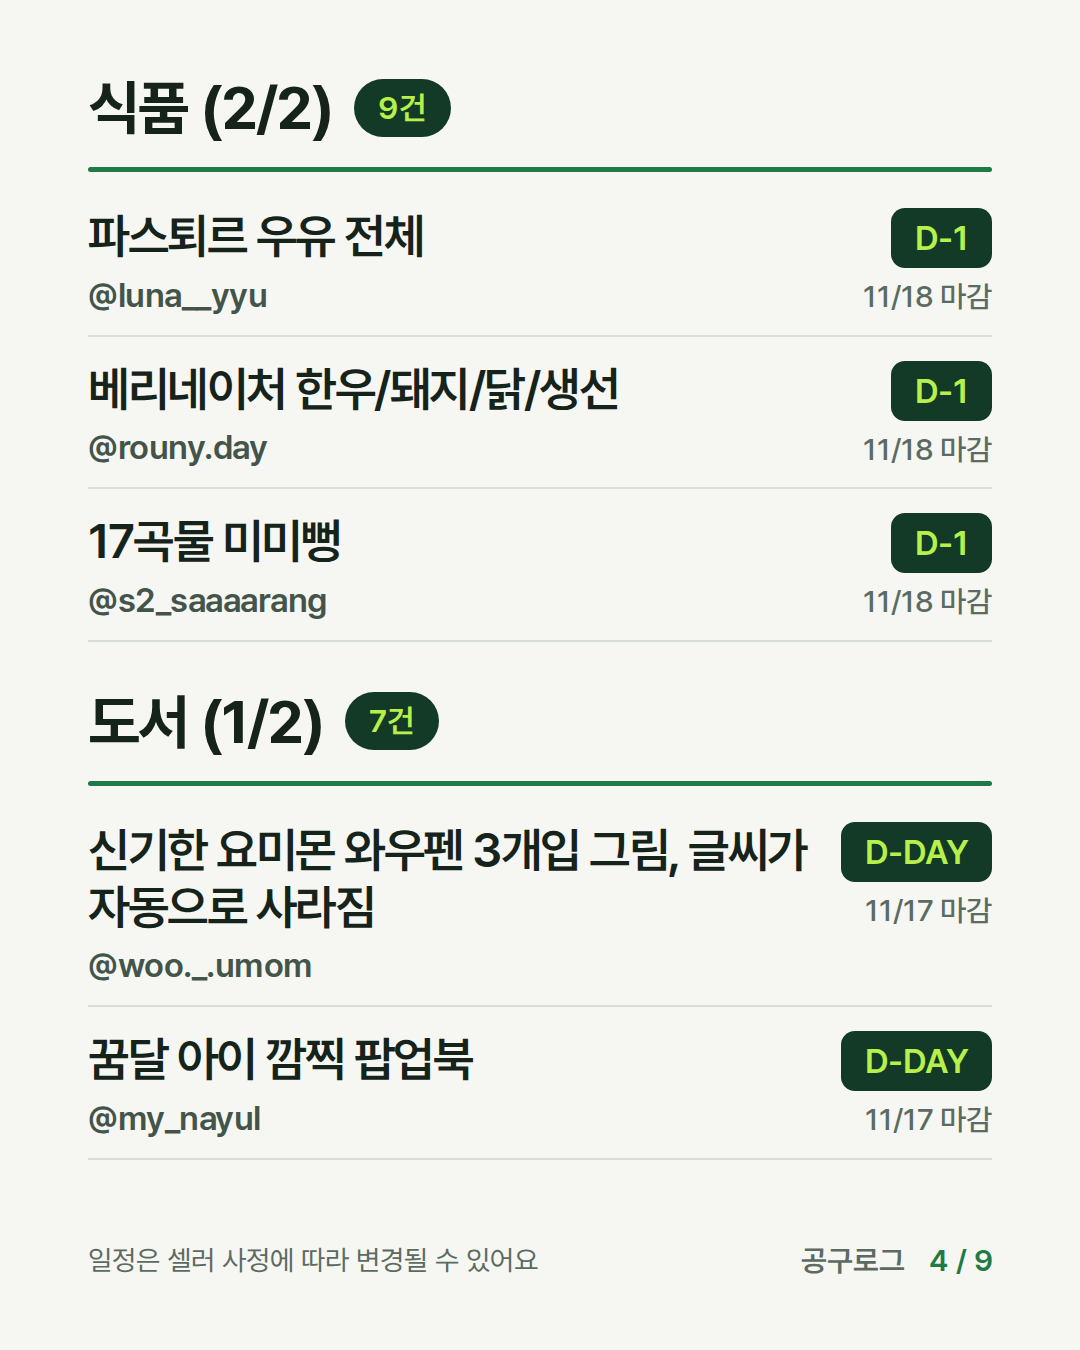 식품 (2/2) 9건
파스퇴르 우유 전체 D-1
@luna__yyu 11/18 마감
베리네이처 한우/돼지/닭/생선 D-1
@rouny.day 11/18 마감
17곡물 미미뻥 D-1
@s2_saaaarang 11/18 마감
도서 (1/2) 7건
신기한 요미몬 와우펜 3개입 그림, 글씨가 D-DAY
자동으로 사라짐 11/17 마감
@woo._.umom
꿈달 아이 깜찍 팝업북 D-DAY
@my_nayul 11/17 마감
일정은 셀러 사정에 따라 변경될 수 있어요 공구로그 4 / 9